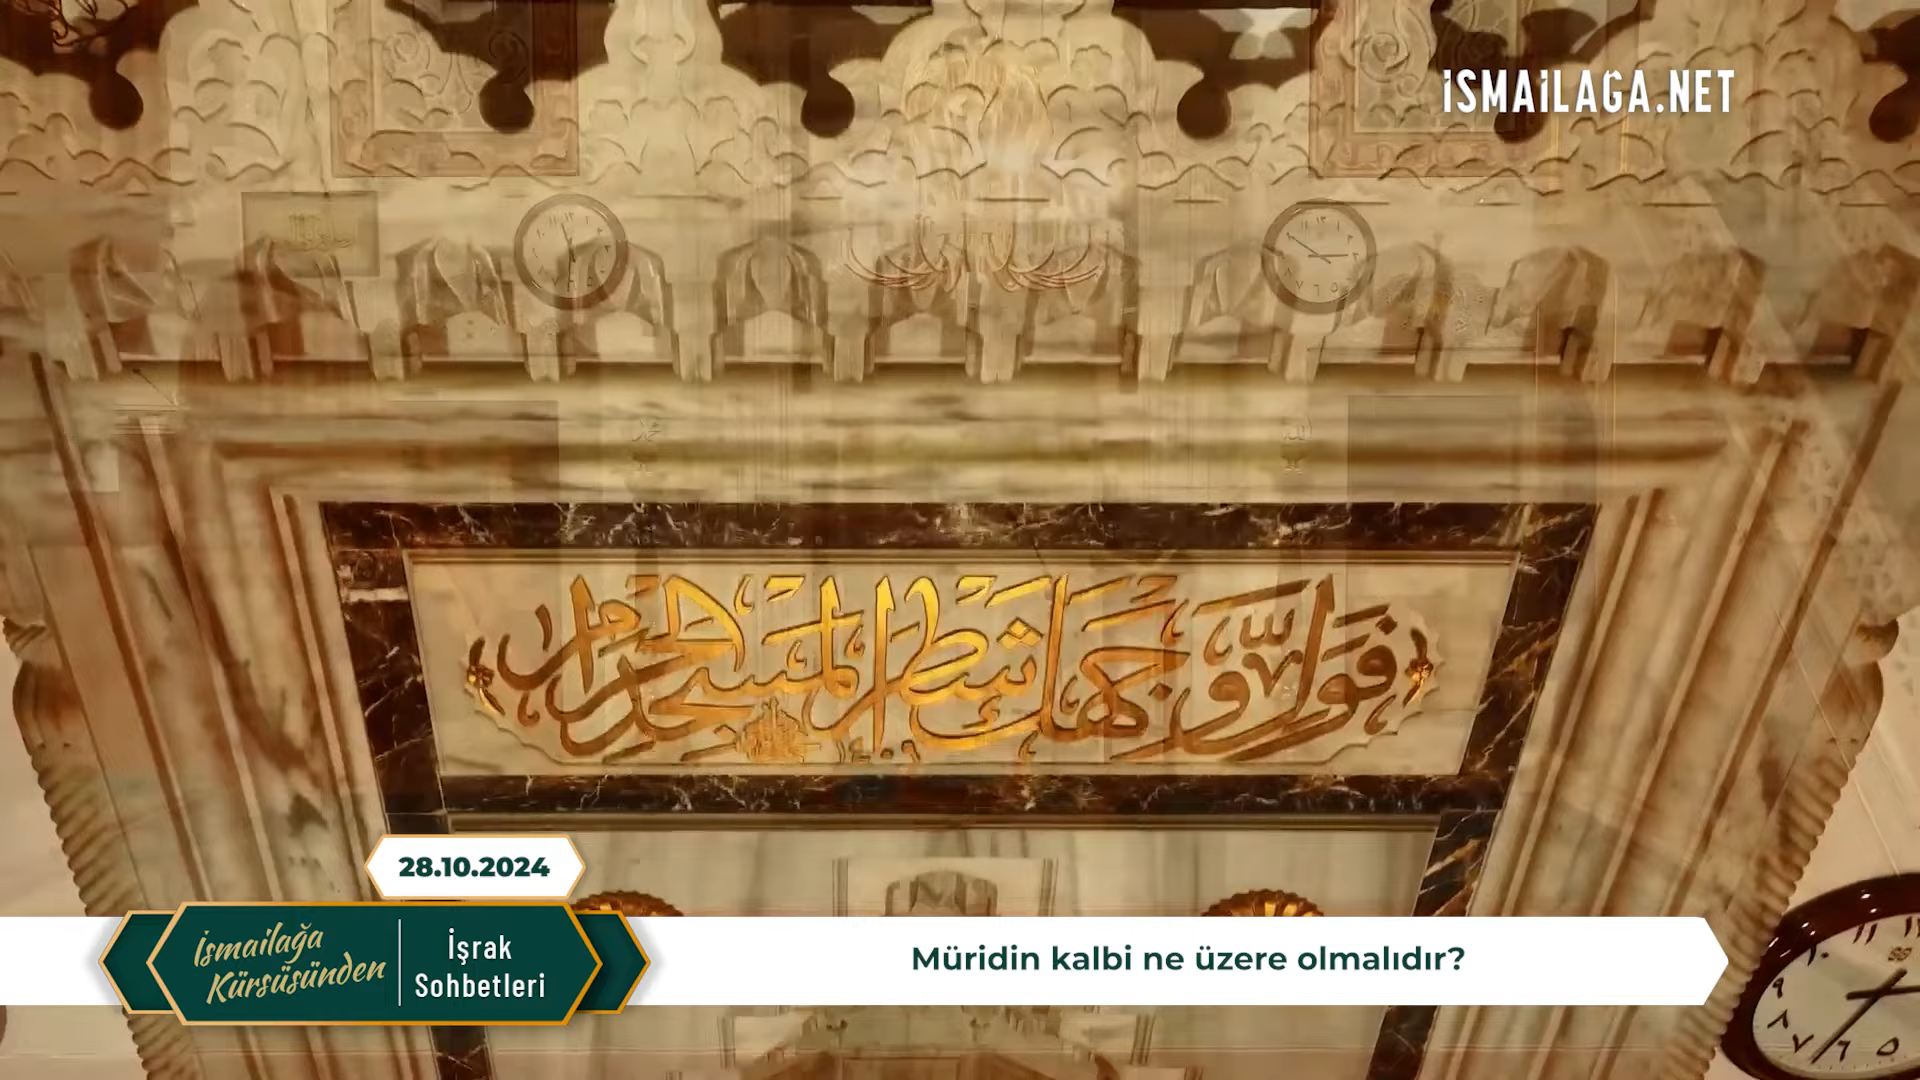 İSMAİLAĞA.NET
فول وجهك شطر المسجد الحرام
28.10.2024
İsmailağa
Kürsüsünden
İşrak
Sohbetleri
Müridin kalbi ne üzere olmalıdır?